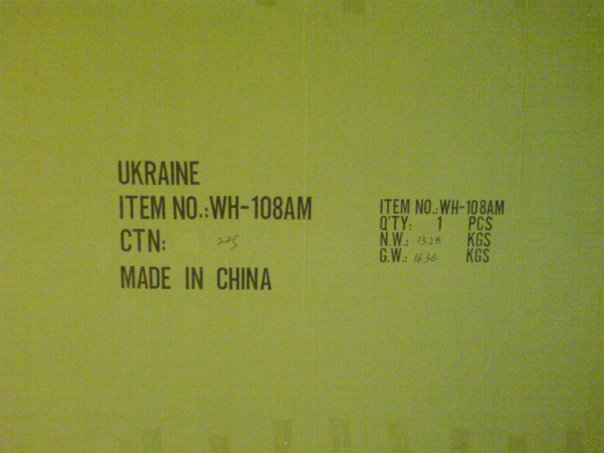 UKRAINE
ITEM NO.:WH-108AM
CTN: 225
MADE IN CHINA
ITEM NO.:WH-108AM
Q'TY: 1 PCS
N.W.: 13.28 KGS
G.W.: 16.36 KGS